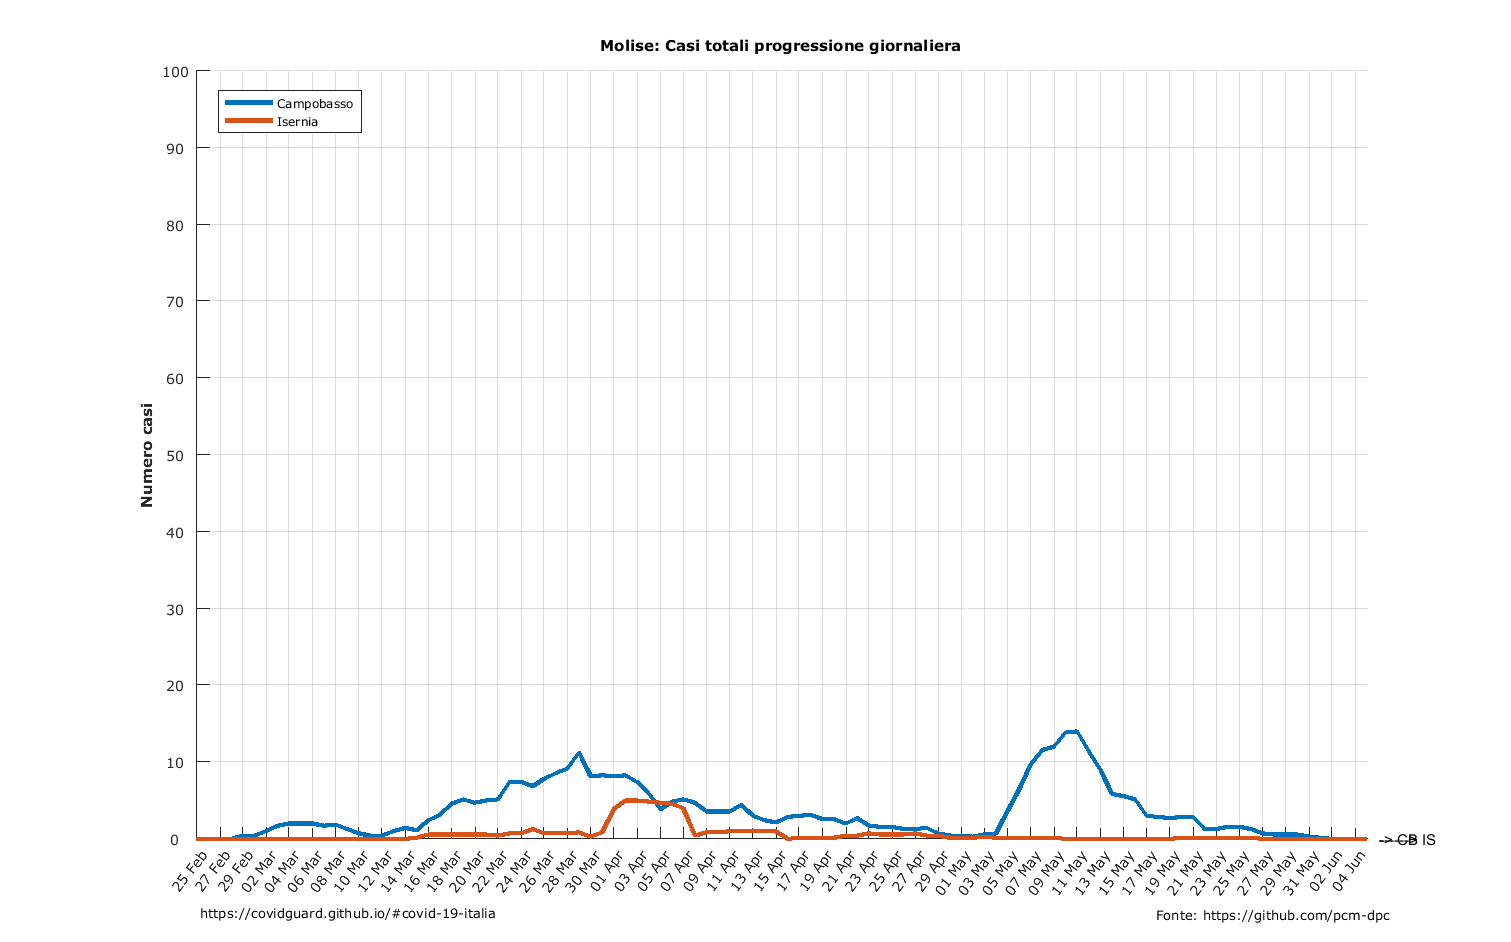 Molise: Casi totali progressione giornaliera
Campobasso
Isernia
Numero casi
100
90
80
70
60
50
40
30
20
10
0
25 Feb
27 Feb
29 Feb
02 Mar
04 Mar
06 Mar
08 Mar
10 Mar
12 Mar
14 Mar
16 Mar
18 Mar
20 Mar
22 Mar
24 Mar
26 Mar
28 Mar
30 Mar
01 Apr
03 Apr
05 Apr
07 Apr
09 Apr
11 Apr
13 Apr
15 Apr
17 Apr
19 Apr
21 Apr
23 Apr
25 Apr
27 Apr
29 Apr
01 May
03 May
05 May
07 May
09 May
11 May
13 May
15 May
17 May
19 May
21 May
23 May
25 May
27 May
29 May
31 May
02 Jun
04 Jun
-> CB IS
https://covidguard.github.io/#covid-19-italia
Fonte: https://github.com/pcm-dpc